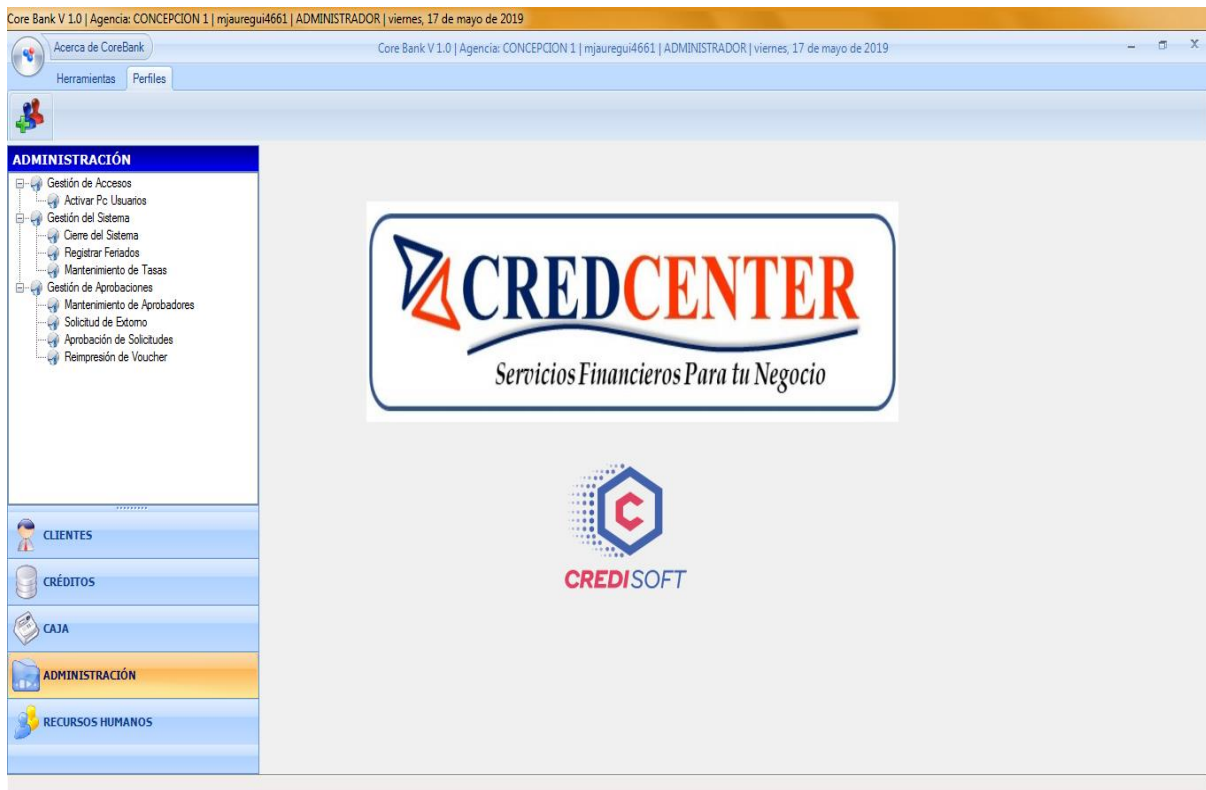 Core Bank V 1.0 | Agencia: CONCEPCION 1 | mjauregui4661 | ADMINISTRADOR | viernes, 17 de mayo de 2019
Acerca de CoreBank
Core Bank V 1.0 | Agencia: CONCEPCION 1 | mjauregui4661 | ADMINISTRADOR | viernes, 17 de mayo de 2019
Herramientas Perfiles
ADMINISTRACIÓN
Gestión de Accesos
Activar Pc Usuarios
Gestión del Sistema
Cierre del Sistema
Registrar Feriados
Mantenimiento de Tasas
Gestión de Aprobaciones
Mantenimiento de Aprobadores
Solicitud de Extorno
Aprobación de Solicitudes
Reimpresión de Voucher
CLIENTES
CRÉDITOS
CAJA
ADMINISTRACIÓN
RECURSOS HUMANOS
CREDCENTER
Servicios Financieros Para tu Negocio
C
CREDISOFT